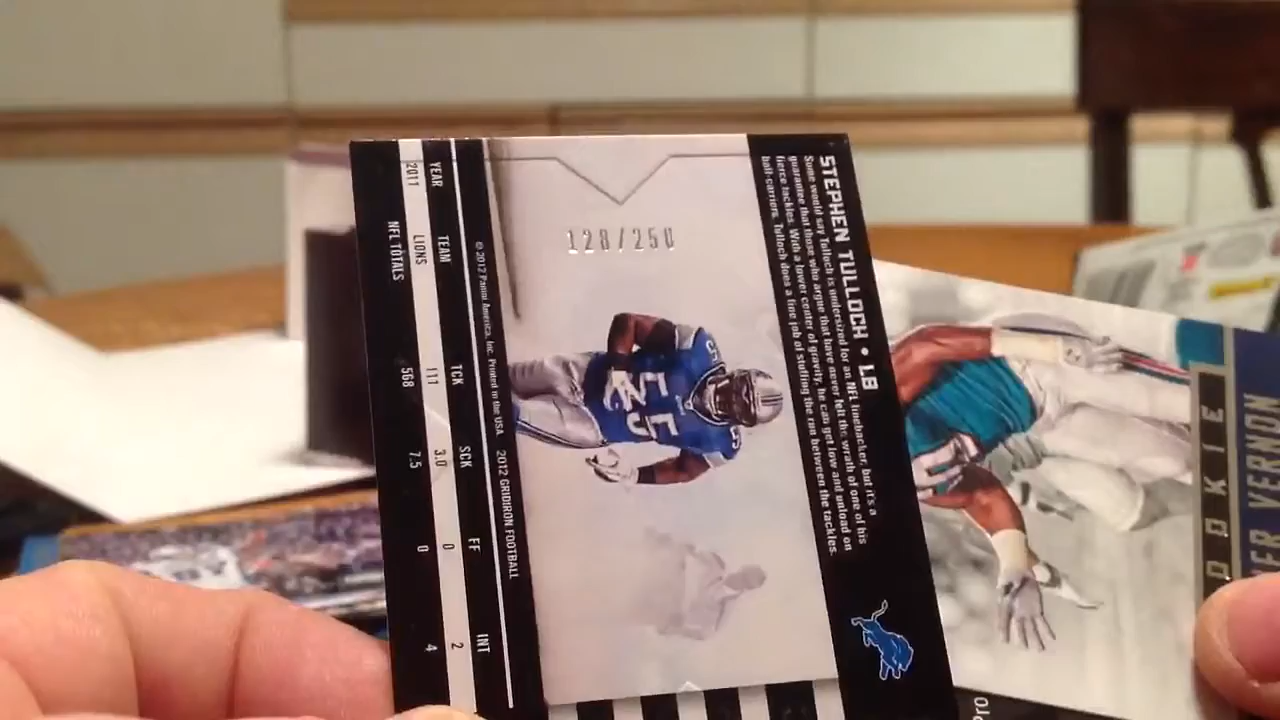 STEPHEN TULLOCH • LB
Some would say Tulloch is undersized for an NFL linebacker, but it's a
guarantee that those who argue that have never felt the wrath of one of his
fierce tackles. With a lower center of gravity, he can get low and unload on
ball-carriers. Tulloch does a fine job of stuffing the run between the tackles.
128/250
55
© 2012 Panini America, Inc. Printed in the USA. 2012 GRIDIRON FOOTBALL
YEAR TEAM TCK SCK FF INT
2011 LIONS 111 3.0 0 2
NFL TOTALS 568 7.5 0 4
VERNON